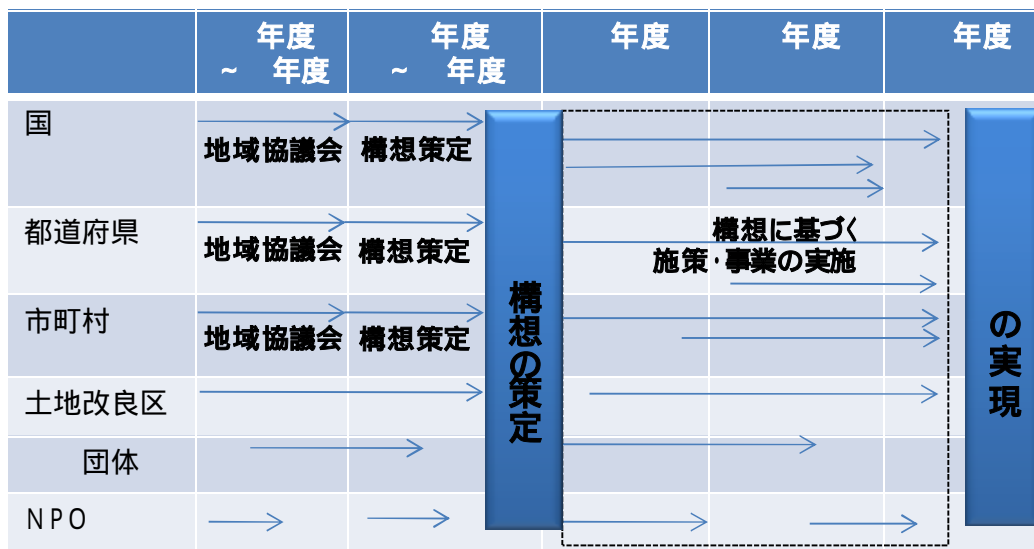 年度
~ 年度
年度
~ 年度
年度
年度
年度
国
地域協議会
構想策定
都道府県
地域協議会
構想策定
構想に基づく
施策・事業の実施
市町村
地域協議会
構想策定
構想の策定
の実現
土地改良区
団体
NPO